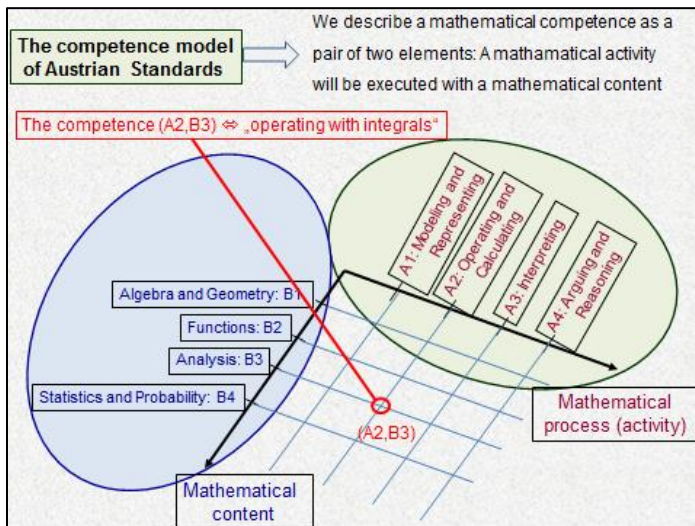 The competence model
of Austrian Standards
We describe a mathematical competence as a
pair of two elements: A mathamatical activity
will be executed with a mathematical content
The competence (A2,B3) ⇔ „operating with integrals“
A1: Modeling and
Representing
A2: Operating and
Calculating
A3: Interpreting
A4: Arguing and
Reasoning
Algebra and Geometry: B1
Functions: B2
Analysis: B3
Statistics and Probability: B4
(A2,B3)
Mathematical
process (activity)
Mathematical
content